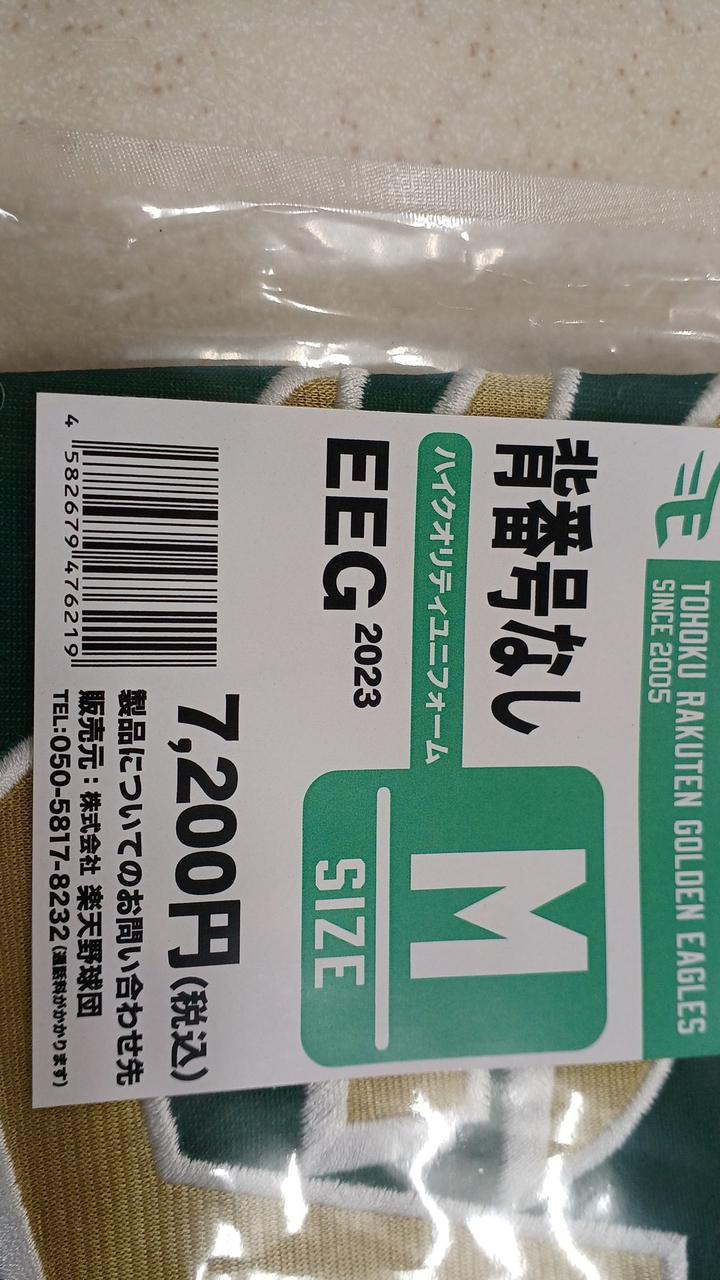 TOHOKU RAKUTEN GOLDEN EAGLES
SINCE 2005
背番号なし
ハイクオリティユニフォーム
EEG 2023
M
SIZE
7,200円(税込)
4 582679 476219
製品についてのお問い合わせ先
販売元：株式会社 楽天野球団
TEL:050-5817-8232(通話料がかかります)